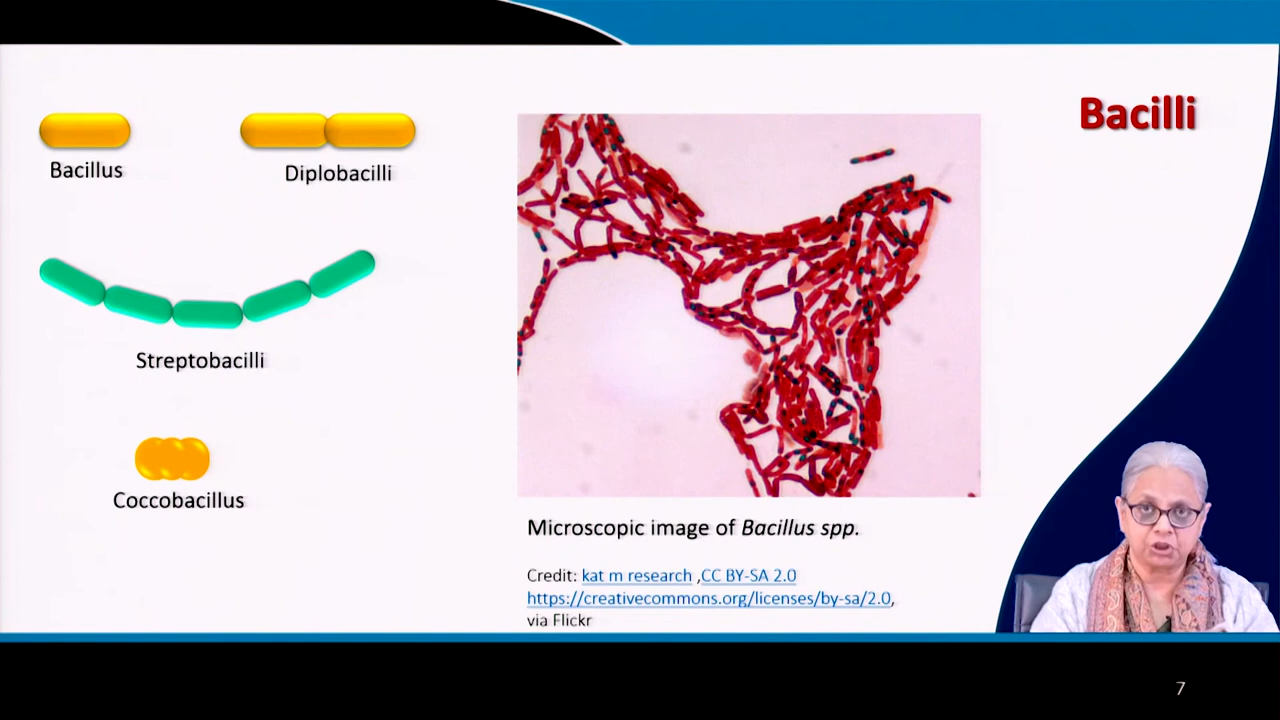 Bacilli
Bacillus
Diplobacilli
Streptobacilli
Coccobacillus
Microscopic image of Bacillus spp.
Credit: kat m research ,CC BY-SA 2.0
https://creativecommons.org/licenses/by-sa/2.0,
via Flickr
7